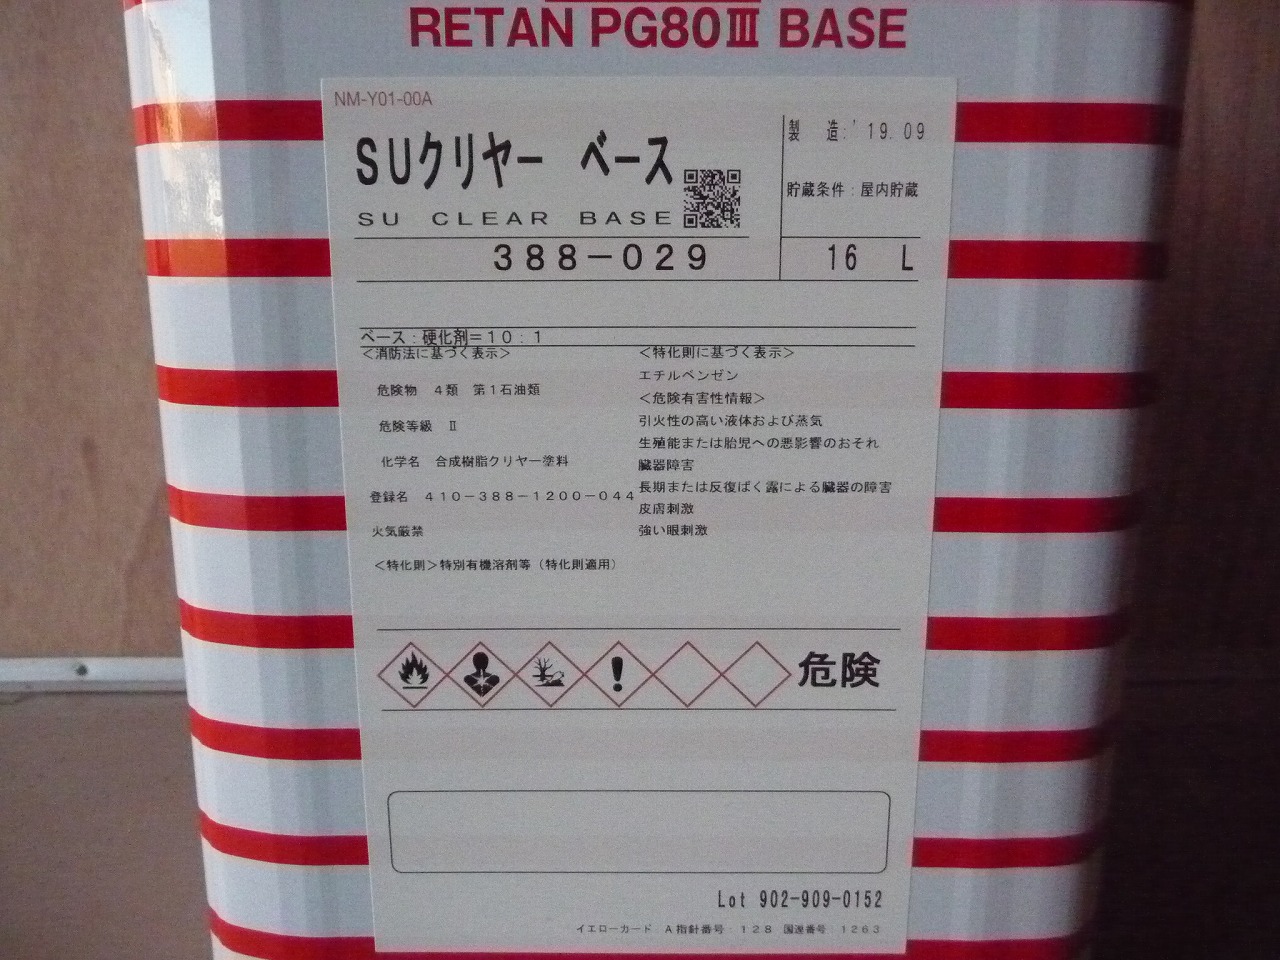 RETAN PG80Ⅲ BASE
NM-Y01-00A
SUクリヤー ベース
SU CLEAR BASE
388-029
製 造:'19.09
貯蔵条件:屋内貯蔵
16 L
ベース:硬化剤=10:1
<消防法に基づく表示>
危険物 4類 第1石油類
危険等級 Ⅱ
化学名 合成樹脂クリヤー塗料
登録名 410-388-1200-044
火気厳禁
<特化則>特別有機溶剤等(特化則適用)
<特化則に基づく表示>
エチルベンゼン
<危険有害性情報>
引火性の高い液体および蒸気
生殖能または胎児への悪影響のおそれ
臓器障害
長期または反復ばく露による臓器の障害
皮膚刺激
強い眼刺激
危険
Lot 902-909-0152
イエローカード A指針番号:128 国連番号:1263